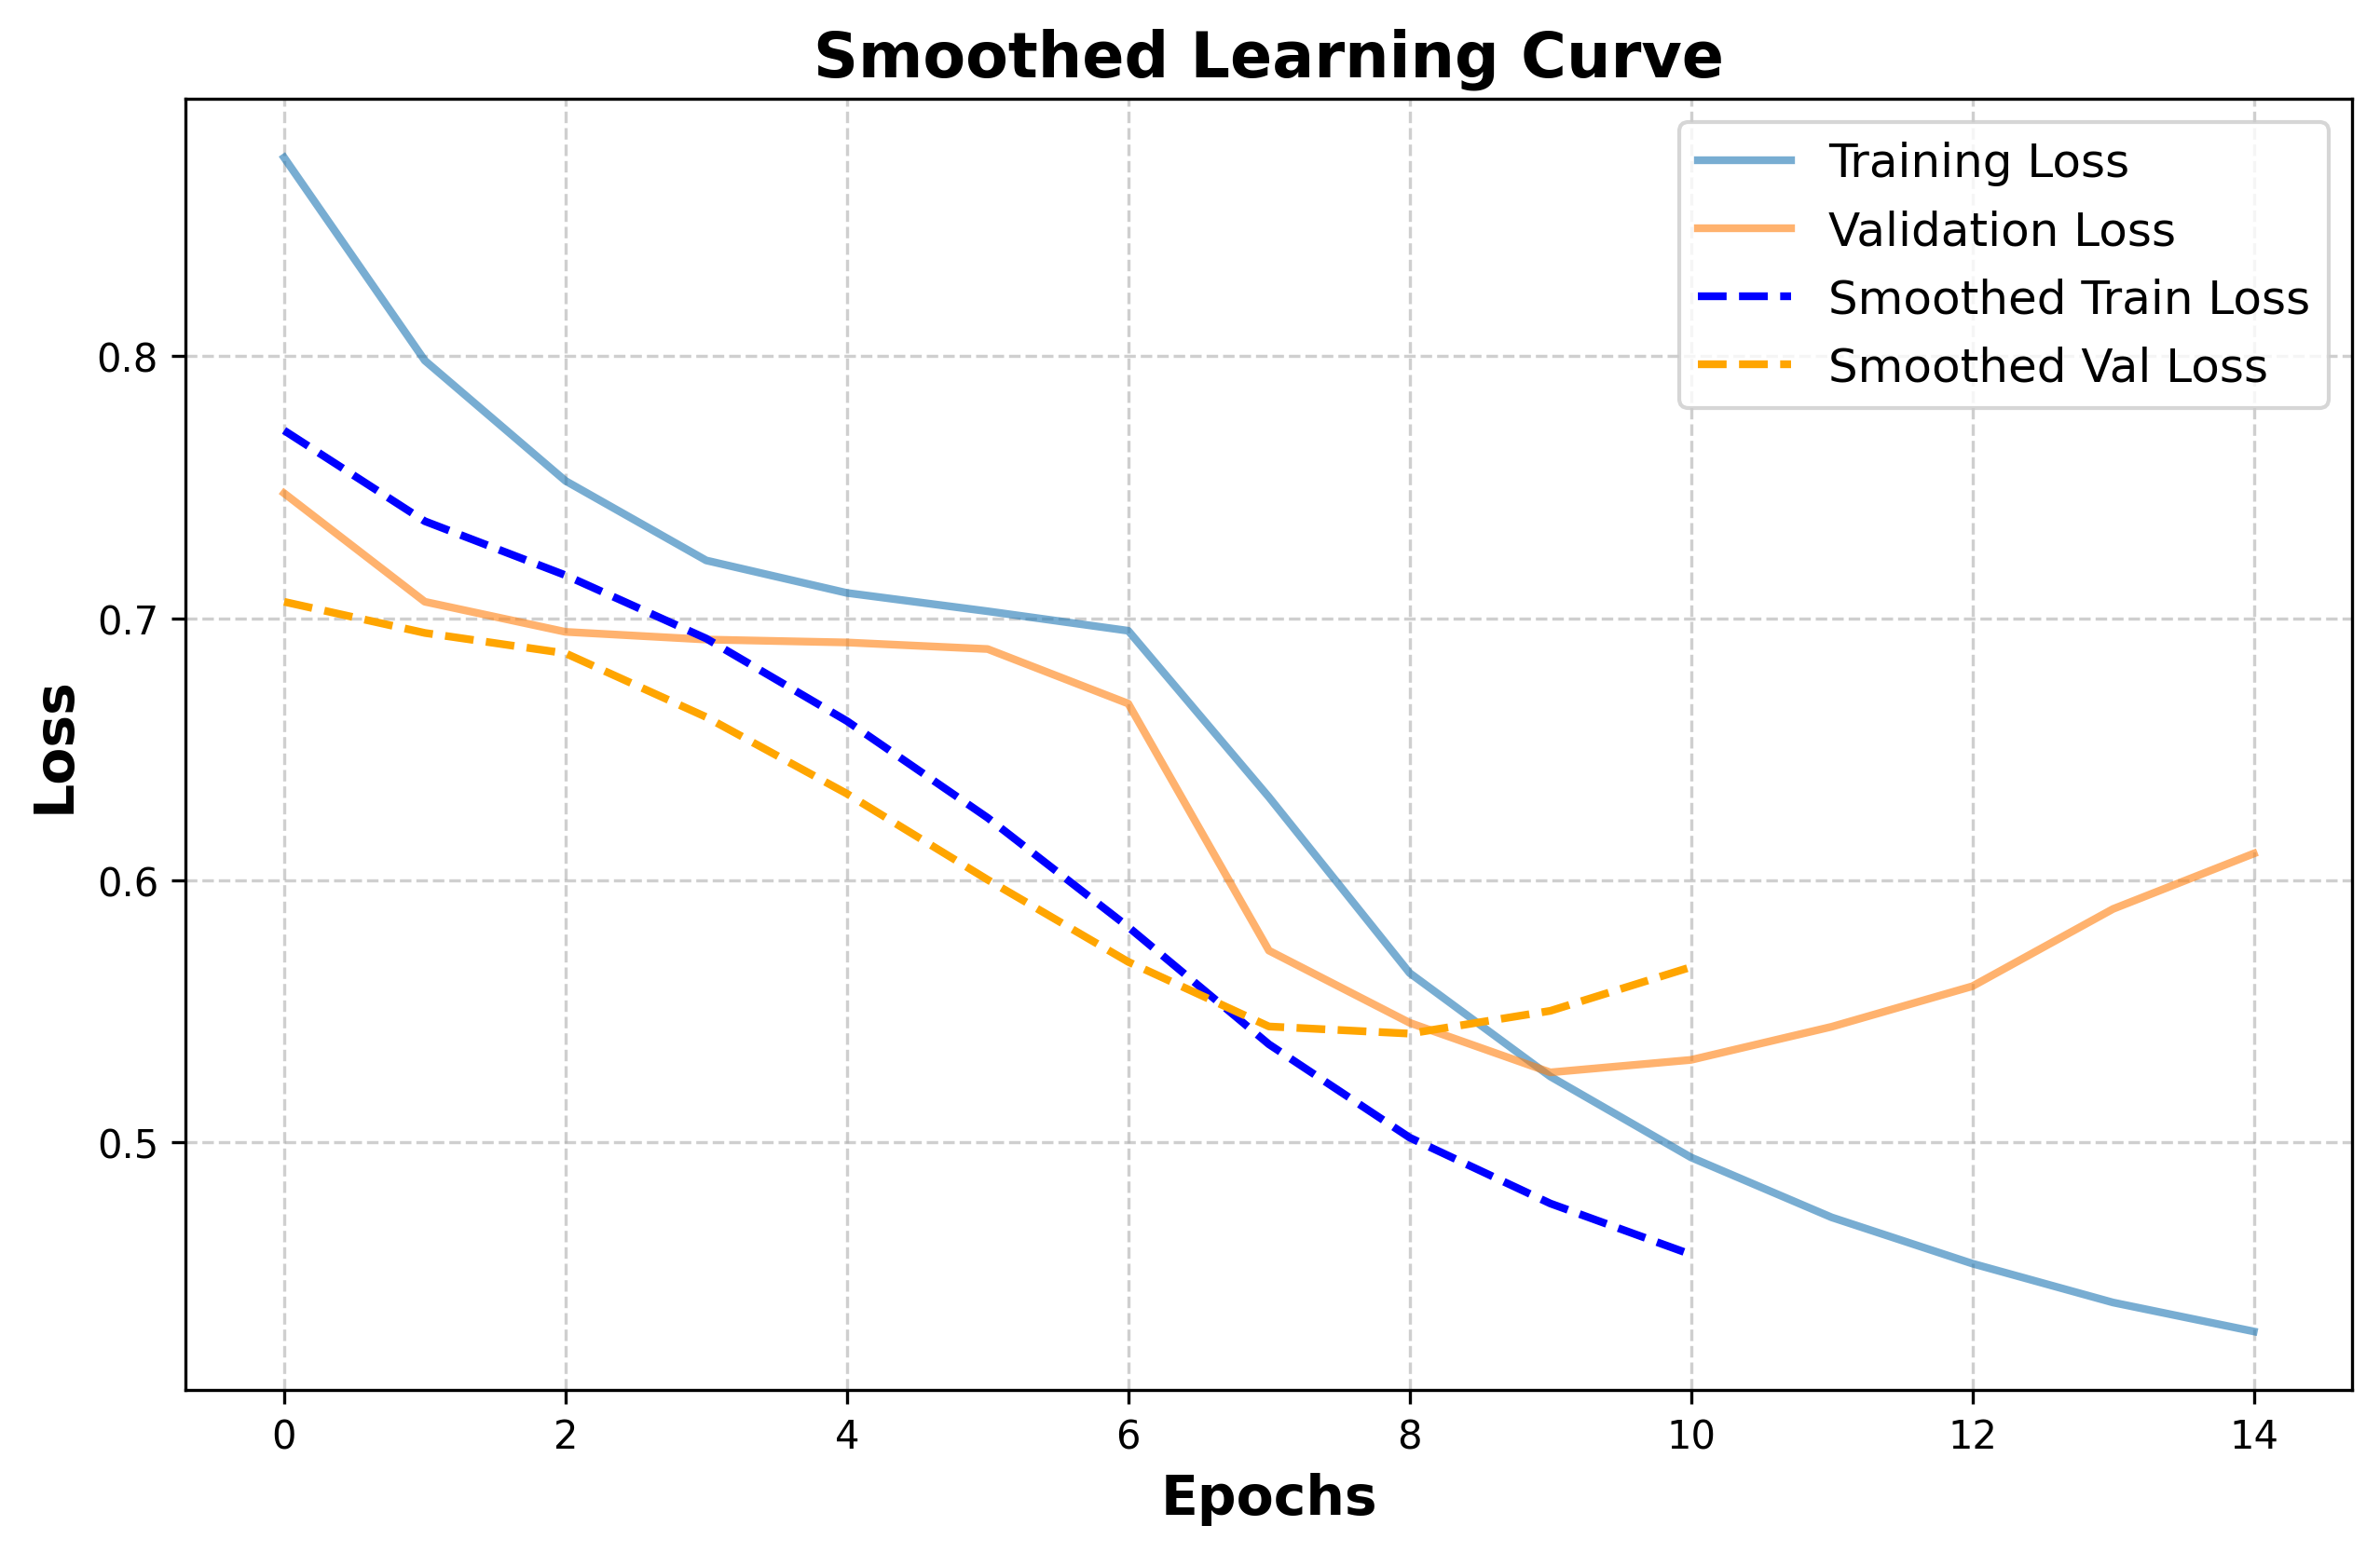 Smoothed Learning Curve
Training Loss
Validation Loss
Smoothed Train Loss
Smoothed Val Loss
Loss
0.8
0.7
0.6
0.5
0 2 4 6 8 10 12 14
Epochs